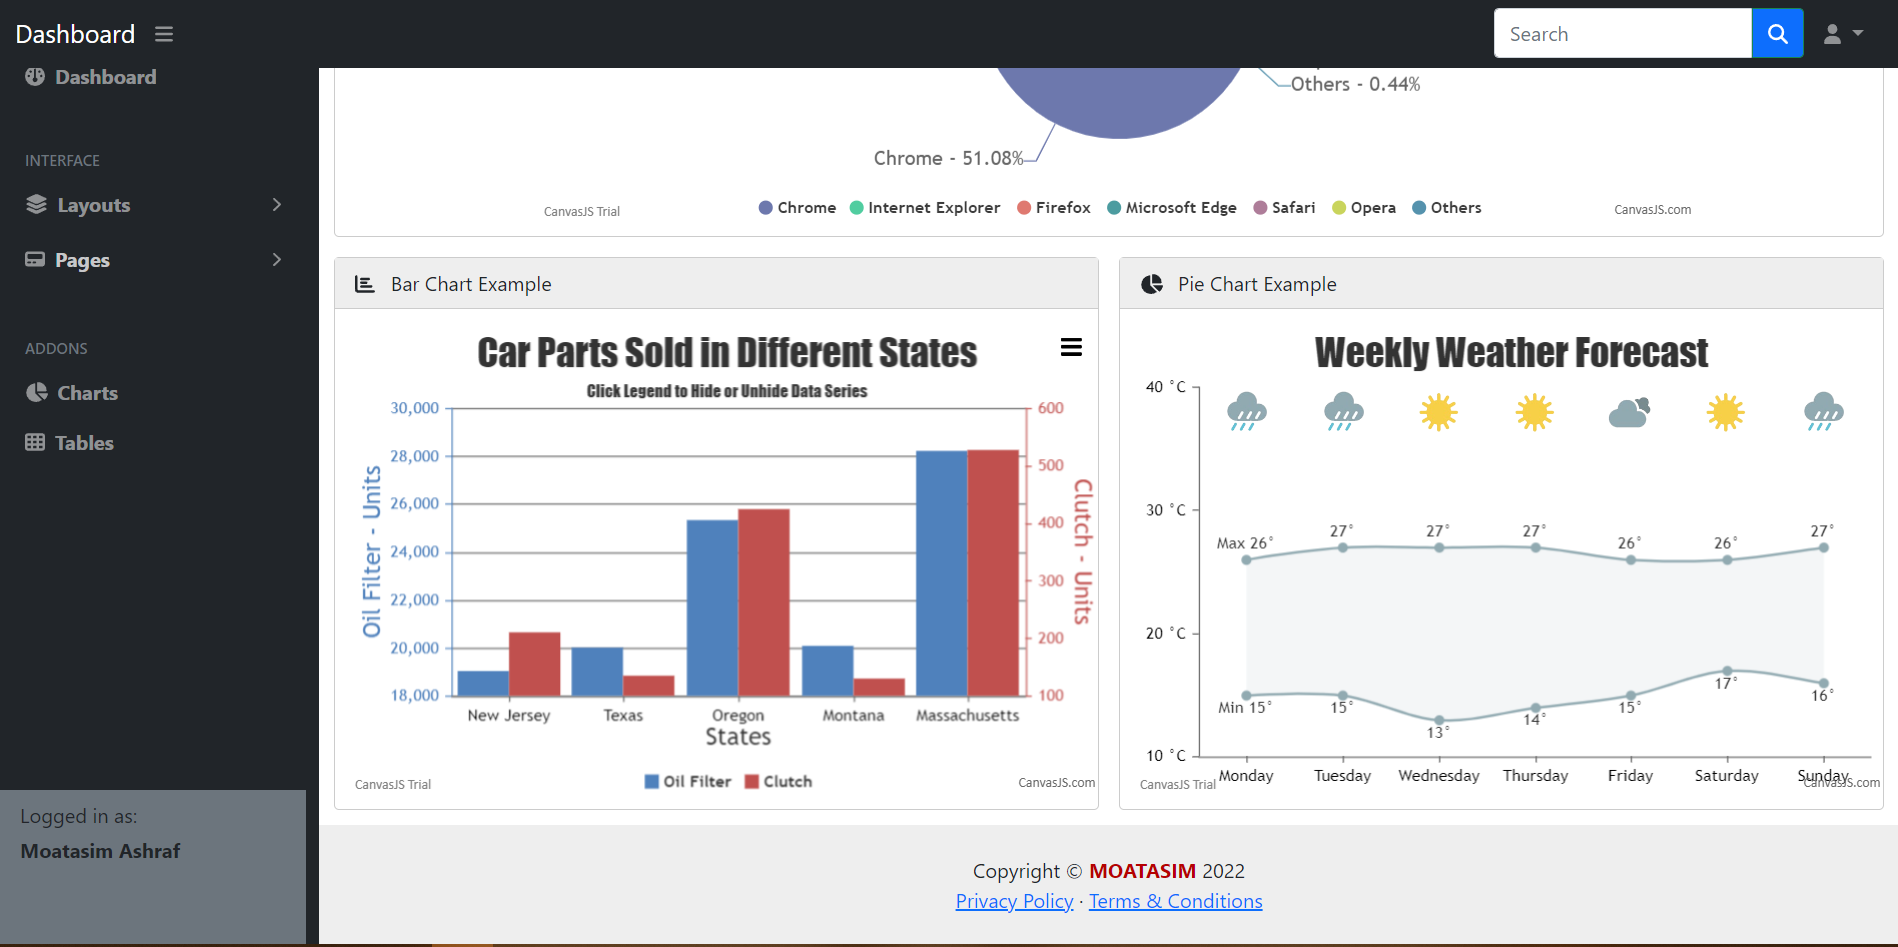 Dashboard
Search
Dashboard
INTERFACE
Layouts
Pages
ADDONS
Charts
Tables
Logged in as:
Moatasim Ashraf
Others - 0.44%
Chrome - 51.08%
Chrome Internet Explorer Firefox Microsoft Edge Safari Opera Others
CanvasJS Trial
CanvasJS.com
Bar Chart Example
Car Parts Sold in Different States
Click Legend to Hide or Unhide Data Series
Oil Filter - Units
30,000
28,000
26,000
24,000
22,000
20,000
18,000
600
500
400
300
200
100
Clutch - Units
New Jersey Texas Oregon Montana Massachusetts
States
Oil Filter Clutch
CanvasJS Trial
CanvasJS.com
Pie Chart Example
Weekly Weather Forecast
40 °C
30 °C
20 °C
10 °C
Max 26° 27° 27° 27° 26° 26° 27°
Min 15° 15° 13° 14° 15° 17° 16°
Monday Tuesday Wednesday Thursday Friday Saturday Sunday
CanvasJS Trial
CanvasJS.com
Copyright © MOATASIM 2022
Privacy Policy · Terms & Conditions